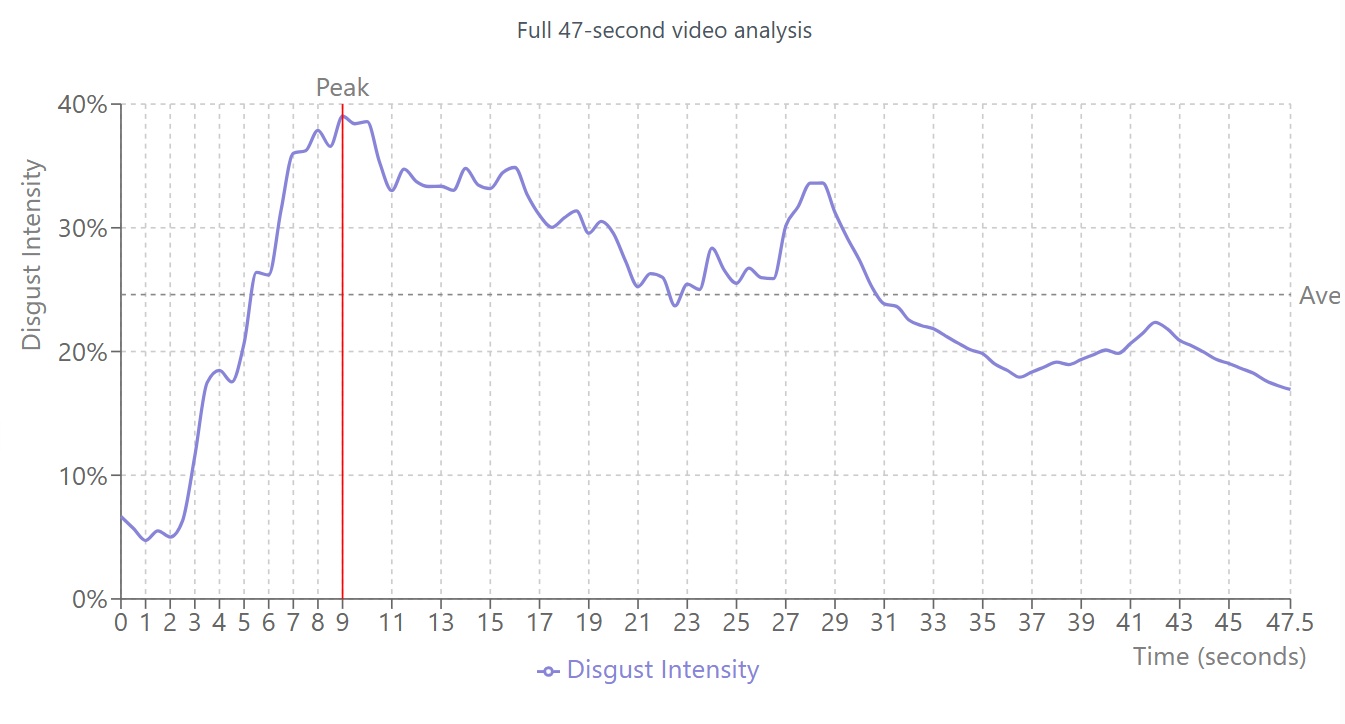 Full 47-second video analysis
Peak
40%
30%
20%
10%
0%
Disgust Intensity
Ave
0 1 2 3 4 5 6 7 8 9 11 13 15 17 19 21 23 25 27 29 31 33 35 37 39 41 43 45 47.5
Time (seconds)
Disgust Intensity